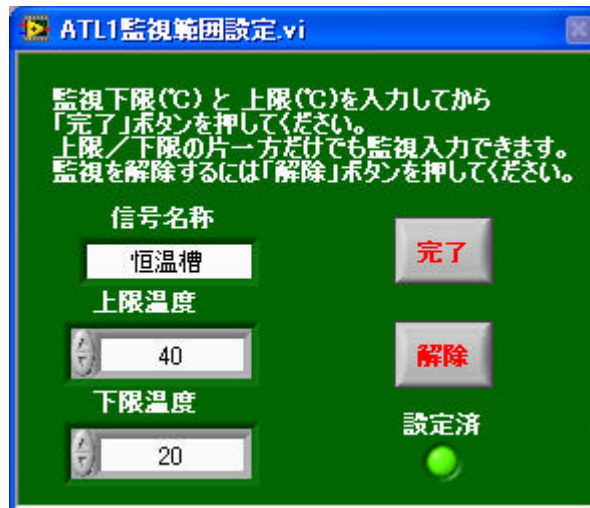 ATL1監視範囲設定.vi
監視下限(℃) と 上限(℃)を入力してから
「完了」ボタンを押してください。
上限／下限の片一方だけでも監視入力できます。
監視を解除するには「解除」ボタンを押してください。
信号名称
恒温槽
完了
上限温度
40
解除
下限温度
20
設定済